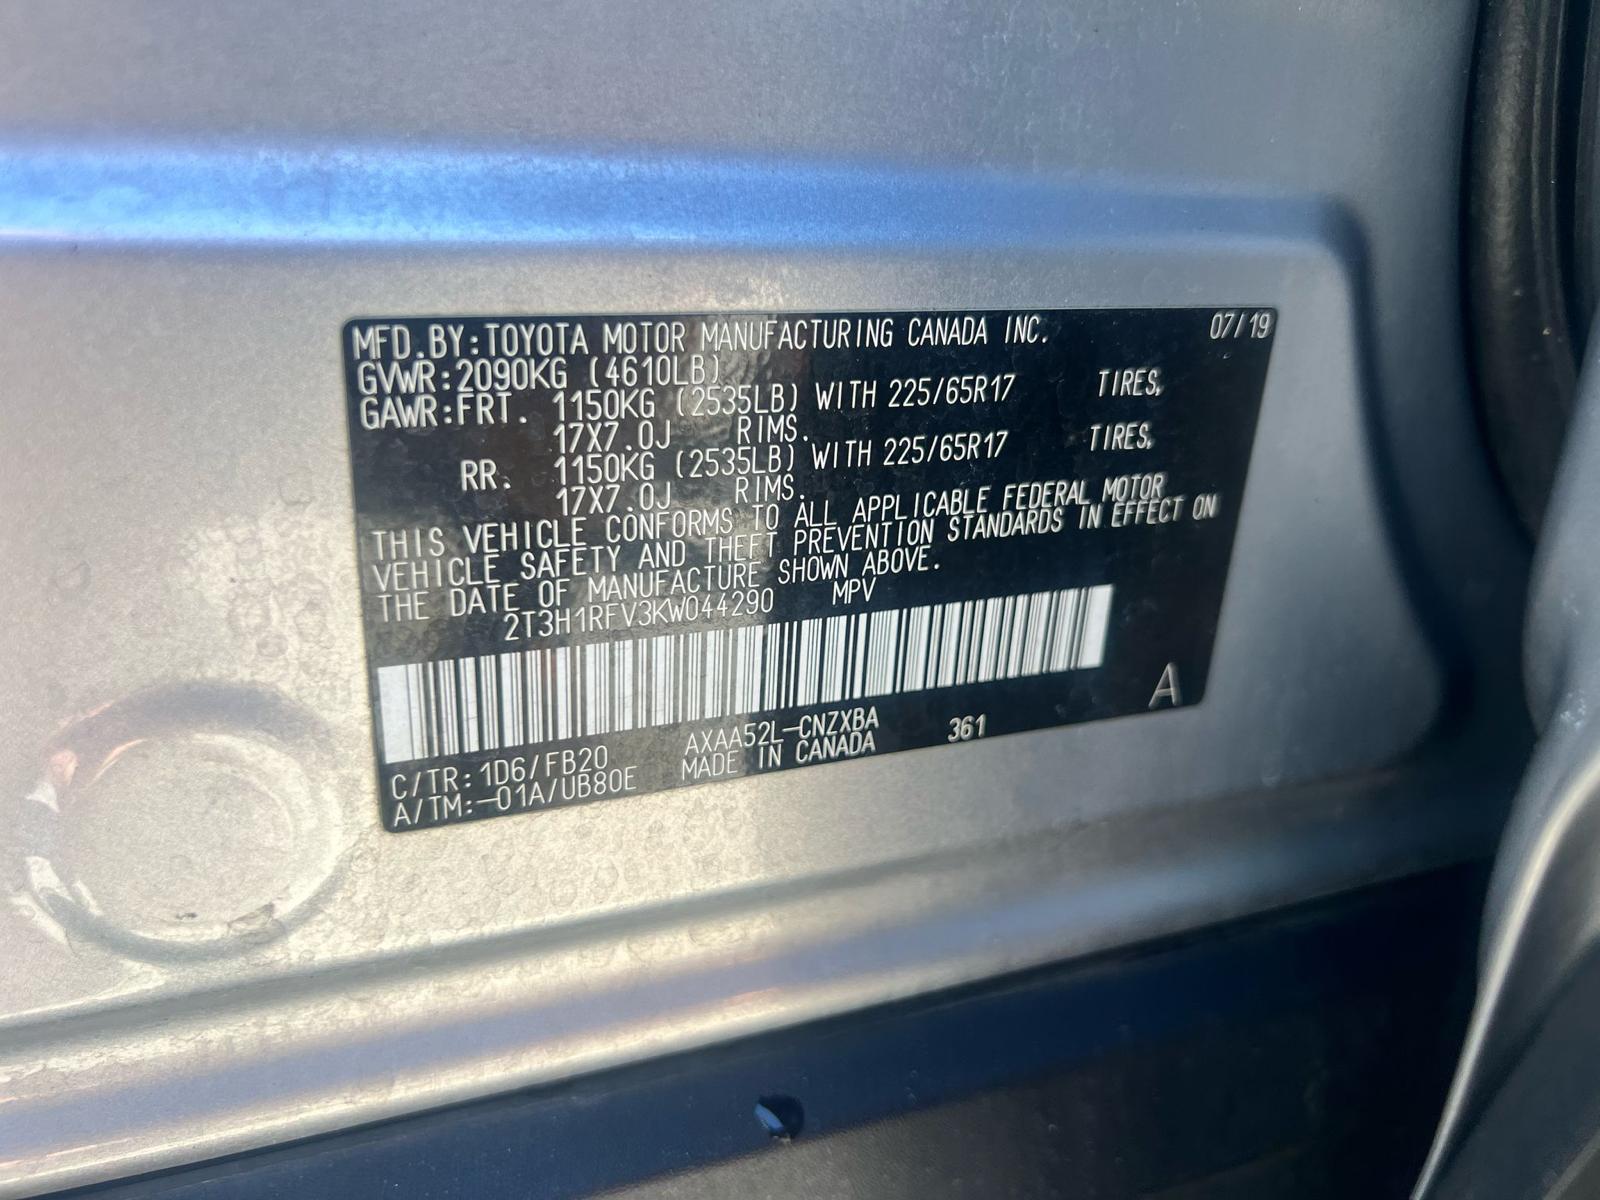 MFD.BY:TOYOTA MOTOR MANUFACTURING CANADA INC. 07/19
GVWR:2090KG (4610LB)
GAWR:FRT. 1150KG (2535LB) WITH 225/65R17 TIRES,
17X7.0J RIMS.
RR. 1150KG (2535LB) WITH 225/65R17 TIRES,
17X7.0J RIMS.
THIS VEHICLE CONFORMS TO ALL APPLICABLE FEDERAL MOTOR
VEHICLE SAFETY AND THEFT PREVENTION STANDARDS IN EFFECT ON
THE DATE OF MANUFACTURE SHOWN ABOVE.
2T3H1RFV3KW044290 MPV
A
C/TR:1D6/FB20 AXAA52L-CNZXBA 361
A/TM:-01A/UB80E MADE IN CANADA